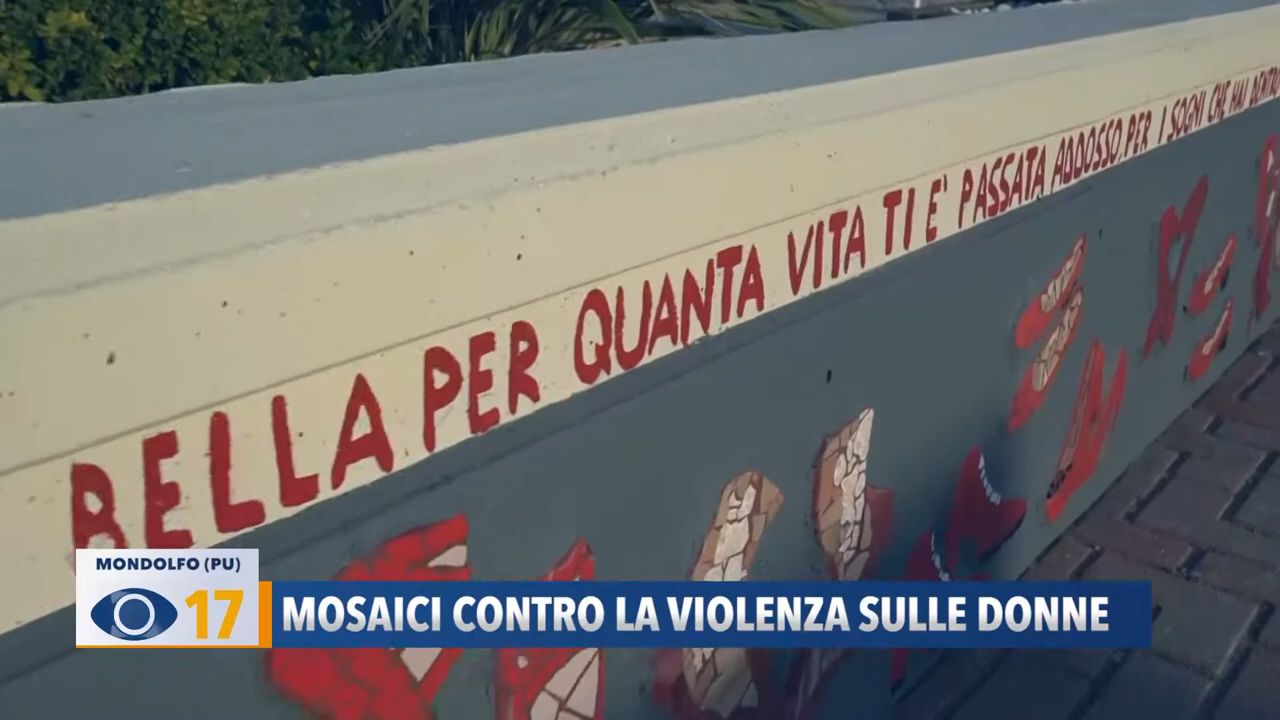 BELLA PER QUANTA VITA TI E' PASSATA ADDOSSO, PER I SOGNI CHE HAI DENTRO
MONDOLFO (PU)
17
MOSAICI CONTRO LA VIOLENZA SULLE DONNE